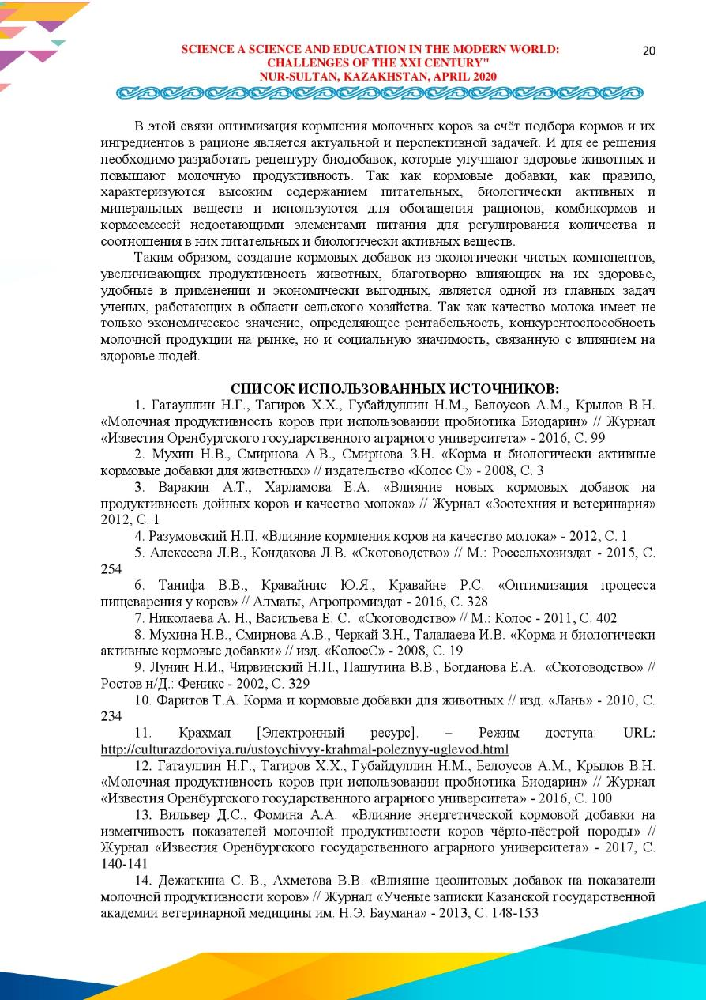 SCIENCE A SCIENCE AND EDUCATION IN THE MODERN WORLD:
20
CHALLENGES OF THE XXI CENTURY"
NUR-SULTAN, KAZAKHSTAN, APRIL 2020
В этой связи оптимизация кормления молочных коров за счёт подбора кормов и их
ингредиентов в рационе является актуальной и перспективной задачей. И для ее решения
необходимо разработать рецептуру биодобавок, которые улучшают здоровье животных и
повышают молочную продуктивность. Так как кормовые добавки, как правило,
характеризуются высоким содержанием питательных, биологически активных и
минеральных веществ и используются для обогащения рационов, комбикормов и
кормосмесей недостающими элементами питания для регулирования количества и
соотношения в них питательных и биологически активных веществ.
Таким образом, создание кормовых добавок из экологически чистых компонентов,
увеличивающих продуктивность животных, благотворно влияющих на их здоровье,
удобные в применении и экономически выгодных, является одной из главных задач
ученых, работающих в области сельского хозяйства. Так как качество молока имеет не
только экономическое значение, определяющее рентабельность, конкурентоспособность
молочной продукции на рынке, но и социальную значимость, связанную с влиянием на
здоровье людей.
СПИСОК ИСПОЛЬЗОВАННЫХ ИСТОЧНИКОВ:
1. Гатауллин Н.Г., Тагиров Х.Х., Губайдуллин Н.М., Белоусов А.М., Крылов В.Н.
«Молочная продуктивность коров при использовании пробиотика Биодарин» // Журнал
«Известия Оренбургского государственного аграрного университета» - 2016, С. 99
2. Мухин Н.В., Смирнова А.В., Смирнова З.Н. «Корма и биологически активные
кормовые добавки для животных» // издательство «Колос С» - 2008, С. 3
3. Варакин А.Т., Харламова Е.А. «Влияние новых кормовых добавок на
продуктивность дойных коров и качество молока» // Журнал «Зоотехния и ветеринария»
2012, С. 1
4. Разумовский Н.П. «Влияние кормления коров на качество молока» - 2012, С. 1
5. Алексеева Л.В., Кондакова Л.В. «Скотоводство» // М.: Россельхозиздат - 2015, С.
254
6. Танифа В.В., Кравайнис Ю.Я., Кравайне Р.С. «Оптимизация процесса
пищеварения у коров» // Алматы, Агропромиздат - 2016, С. 328
7. Николаева А. Н., Васильева Е. С. «Скотоводство» // М.: Колос - 2011, С. 402
8. Мухина Н.В., Смирнова А.В., Черкай З.Н., Талалаева И.В. «Корма и биологически
активные кормовые добавки» // изд. «КолосС» - 2008, С. 19
9. Лунин Н.И., Чирвинский Н.П., Пашутина В.В., Богданова Е.А. «Скотоводство» //
Ростов н/Д.: Феникс - 2002, С. 329
10. Фаритов Т.А. Корма и кормовые добавки для животных // изд. «Лань» - 2010, С.
234
11. Крахмал [Электронный ресурс]. – Режим доступа: URL:
http://culturazdoroviya.ru/ustoychivyy-krahmal-poleznyy-uglevod.html
12. Гатауллин Н.Г., Тагиров Х.Х., Губайдуллин Н.М., Белоусов А.М., Крылов В.Н.
«Молочная продуктивность коров при использовании пробиотика Биодарин» // Журнал
«Известия Оренбургского государственного аграрного университета» - 2016, С. 100
13. Вильвер Д.С., Фомина А.А. «Влияние энергетической кормовой добавки на
изменчивость показателей молочной продуктивности коров чёрно-пёстрой породы» //
Журнал «Известия Оренбургского государственного аграрного университета» - 2017, С.
140-141
14. Дежаткина С. В., Ахметова В.В. «Влияние цеолитовых добавок на показатели
молочной продуктивности коров» // Журнал «Ученые записки Казанской государственной
академии ветеринарной медицины им. Н.Э. Баумана» - 2013, С. 148-153